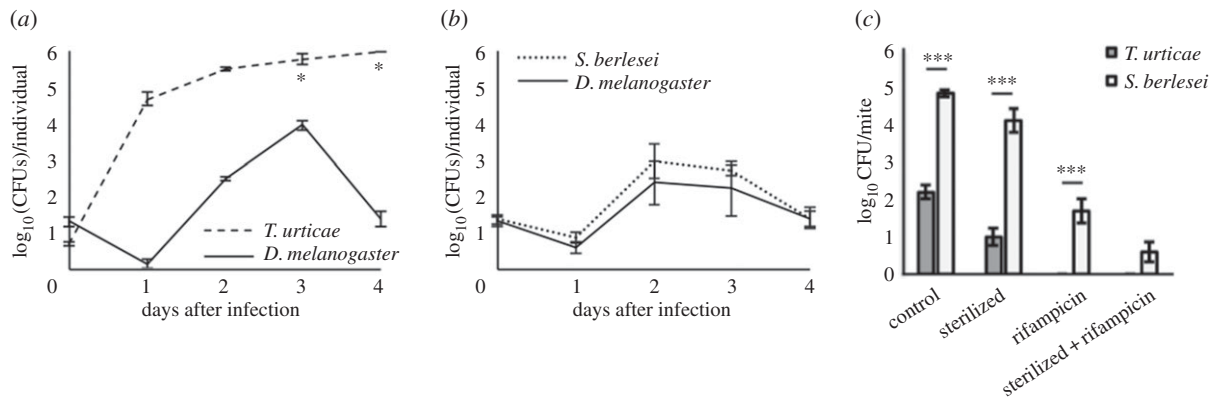 (a)
6
5
4
3
2
1
0
log10(CFUs)/individual
* *
T. urticae
D. melanogaster
1 2 3 4
days after infection
(b)
6
5
4
3
2
1
0
log10(CFUs)/individual
S. berlesei
D. melanogaster
1 2 3 4
days after infection
(c)
6
5
4
3
2
1
0
log10 CFU/mite
T. urticae
S. berlesei
*** *** ***
control
sterilized
rifampicin
sterilized + rifampicin